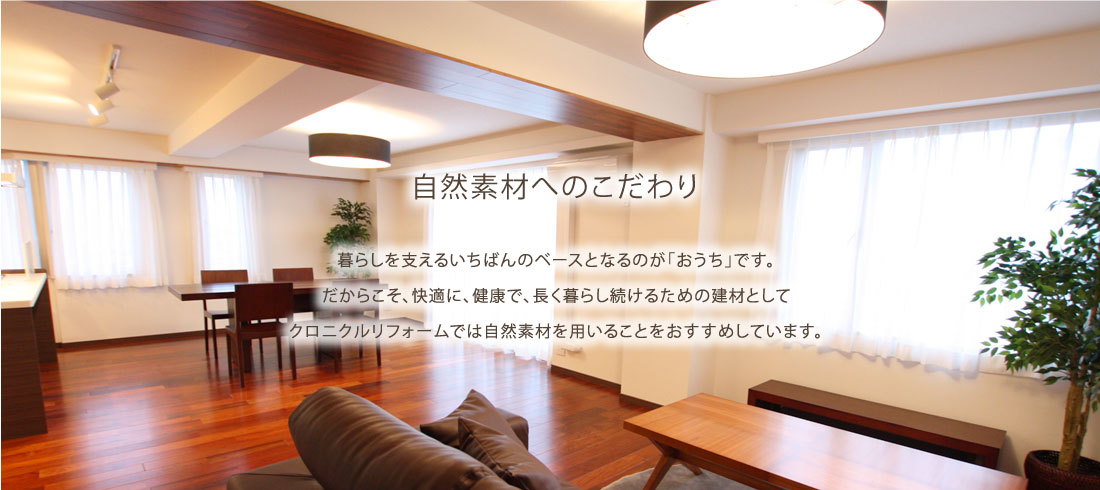 自然素材へのこだわり
暮らしを支えるいちばんのベースとなるのが「おうち」です。
だからこそ、快適に、健康で、長く暮らし続けるための建材として
クロニクルリフォームでは自然素材を用いることをおすすめしています。